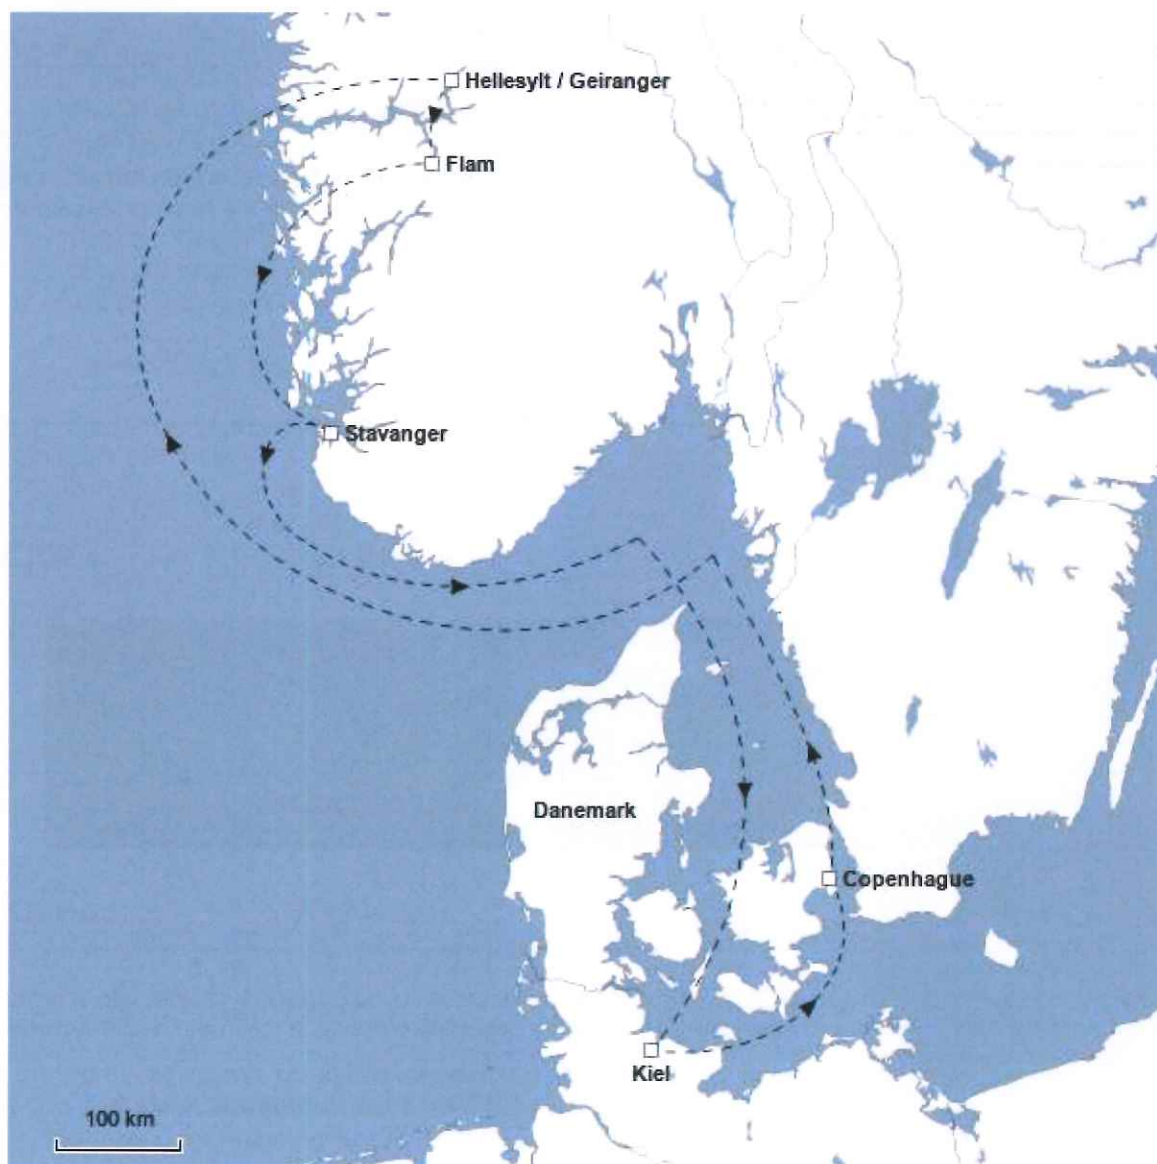 Hellesylt / Geiranger
Flam
Stavanger
Danemark
Copenhague
Kiel
100 km